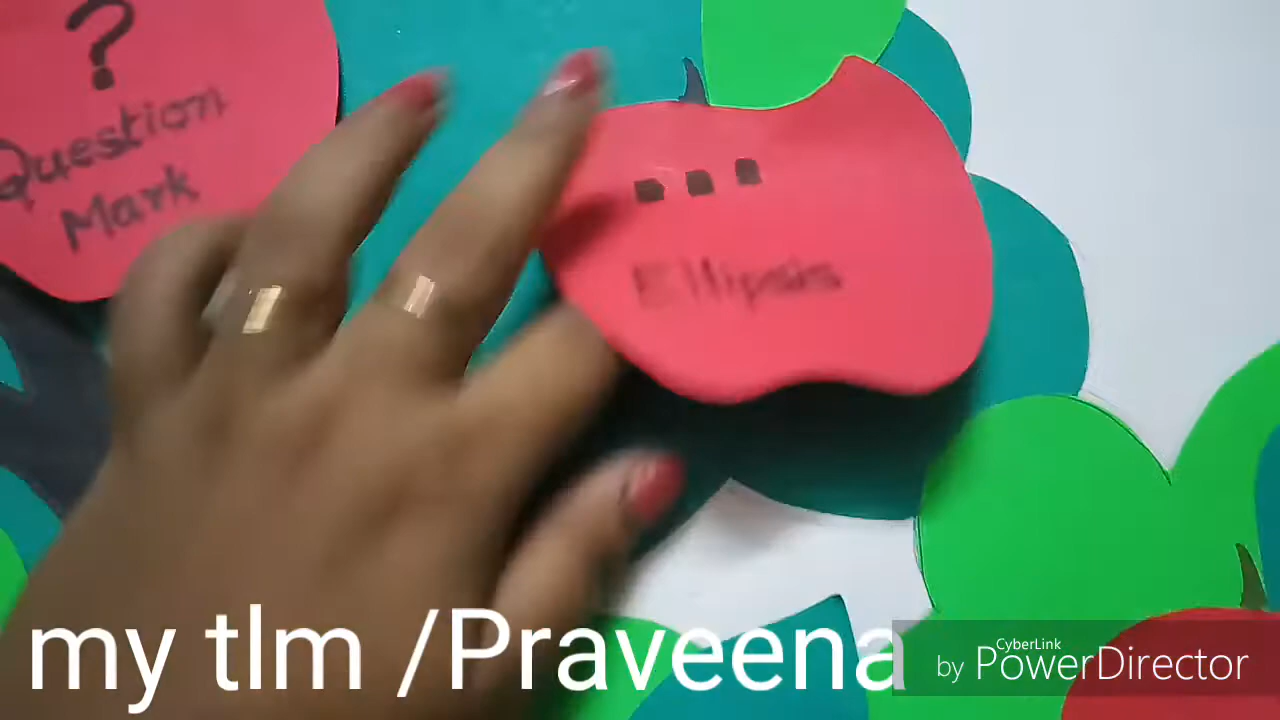 ?
Question
Mark
...
Ellipsis
my tlm /Praveena
CyberLink
by PowerDirector